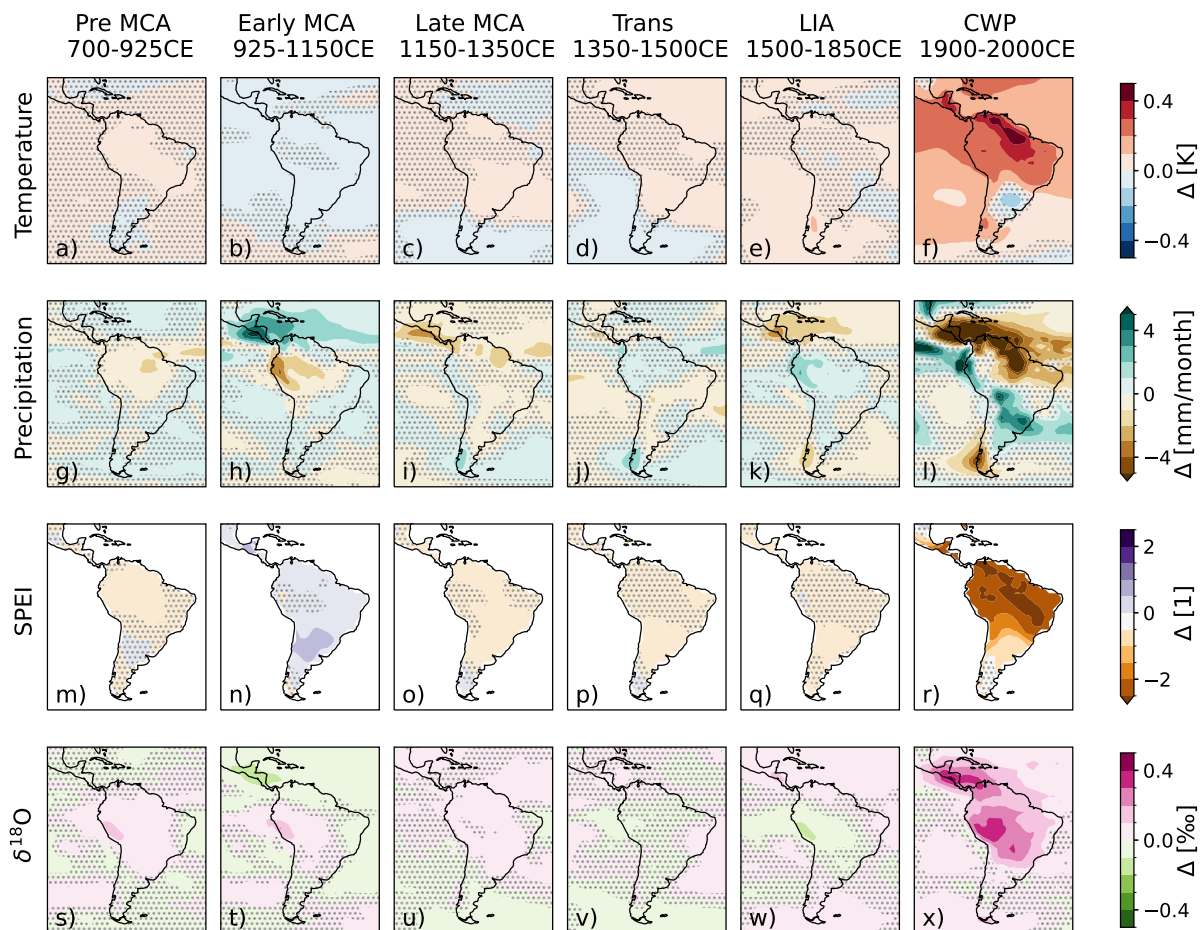 Pre MCA
700-925CE
Early MCA
925-1150CE
Late MCA
1150-1350CE
Trans
1350-1500CE
LIA
1500-1850CE
CWP
1900-2000CE
Temperature
a)
b)
c)
d)
e)
f)
0.4
0.0
−0.4
Δ [K]
Precipitation
g)
h)
i)
j)
k)
l)
4
0
−4
Δ [mm/month]
SPEI
m)
n)
o)
p)
q)
r)
2
0
−2
Δ [1]
δ¹⁸O
s)
t)
u)
v)
w)
x)
0.4
0.0
−0.4
Δ [‰]